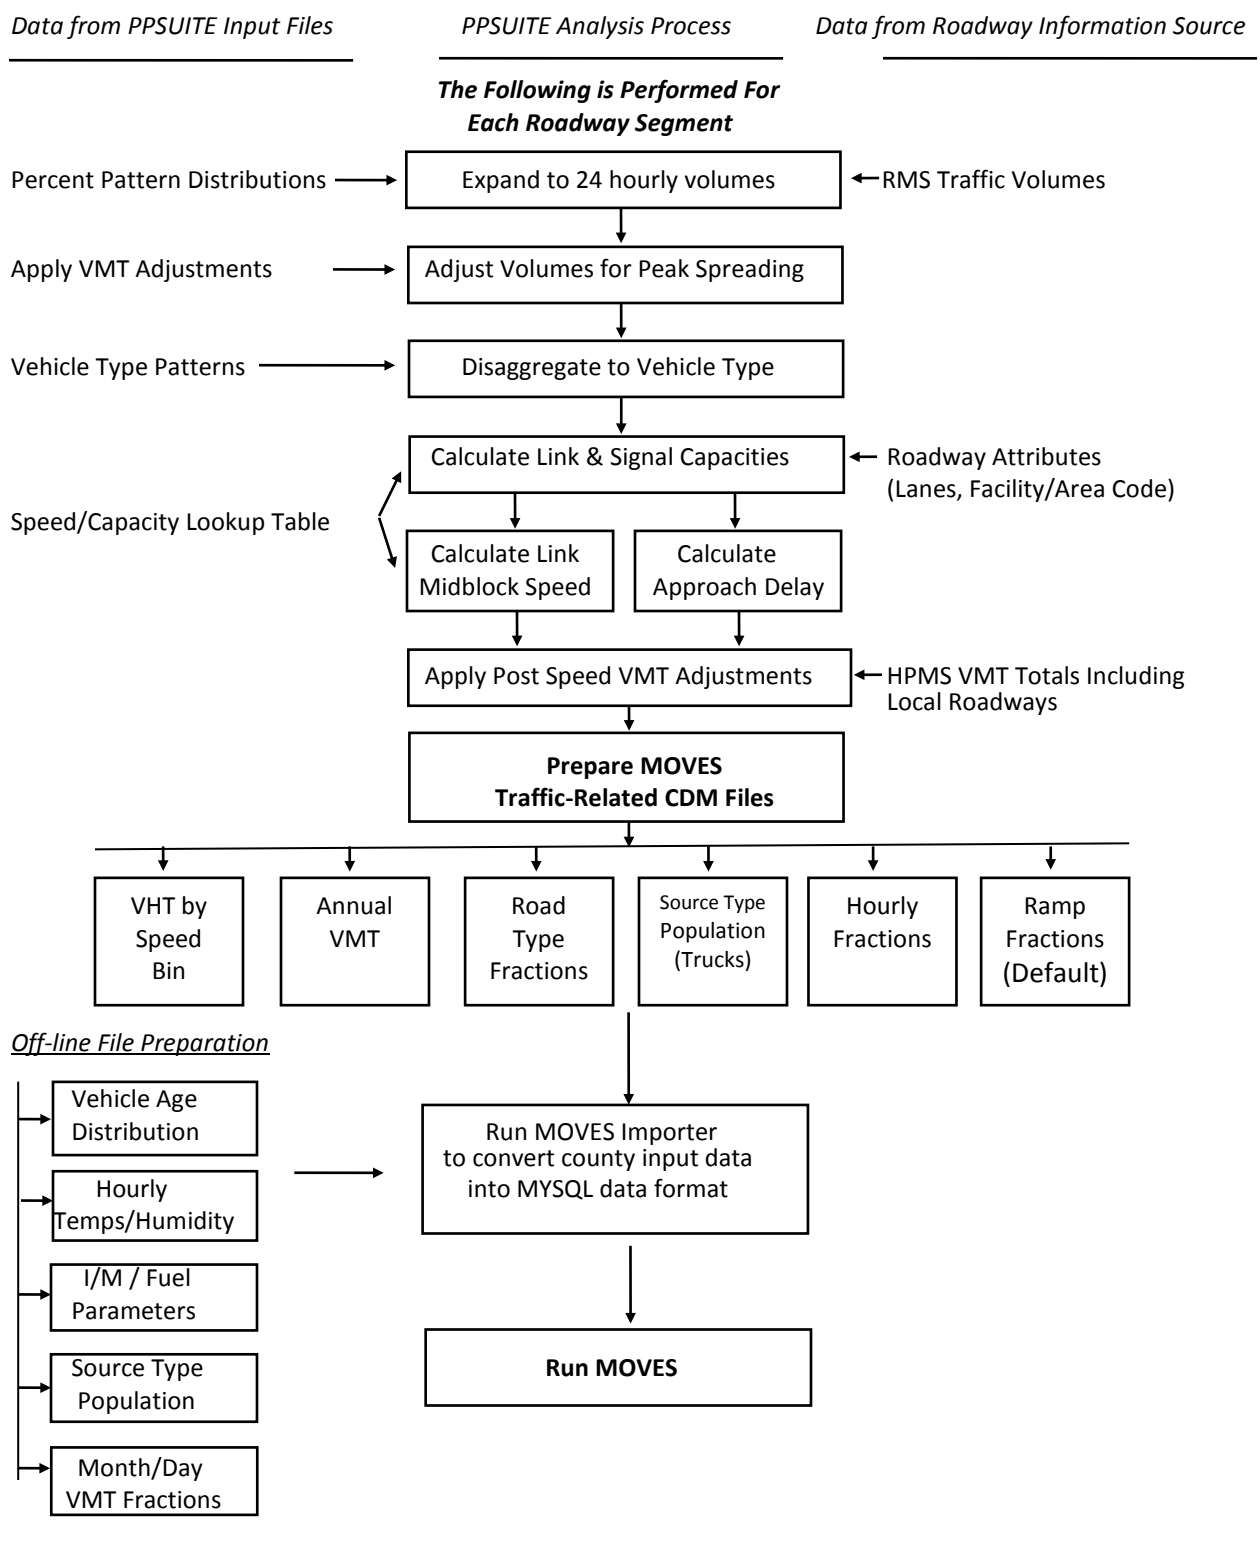 Data from PPSUITE Input Files
PPSUITE Analysis Process
Data from Roadway Information Source
The Following is Performed For
Each Roadway Segment
Percent Pattern Distributions
Expand to 24 hourly volumes
RMS Traffic Volumes
Apply VMT Adjustments
Adjust Volumes for Peak Spreading
Vehicle Type Patterns
Disaggregate to Vehicle Type
Calculate Link & Signal Capacities
Roadway Attributes
(Lanes, Facility/Area Code)
Speed/Capacity Lookup Table
Calculate Link
Midblock Speed
Calculate
Approach Delay
Apply Post Speed VMT Adjustments
HPMS VMT Totals Including
Local Roadways
Prepare MOVES
Traffic-Related CDM Files
VHT by
Speed
Bin
Annual
VMT
Road
Type
Fractions
Source Type
Population
(Trucks)
Hourly
Fractions
Ramp
Fractions
(Default)
Off-line File Preparation
Vehicle Age
Distribution
Hourly
Temps/Humidity
I/M / Fuel
Parameters
Source Type
Population
Month/Day
VMT Fractions
Run MOVES Importer
to convert county input data
into MYSQL data format
Run MOVES